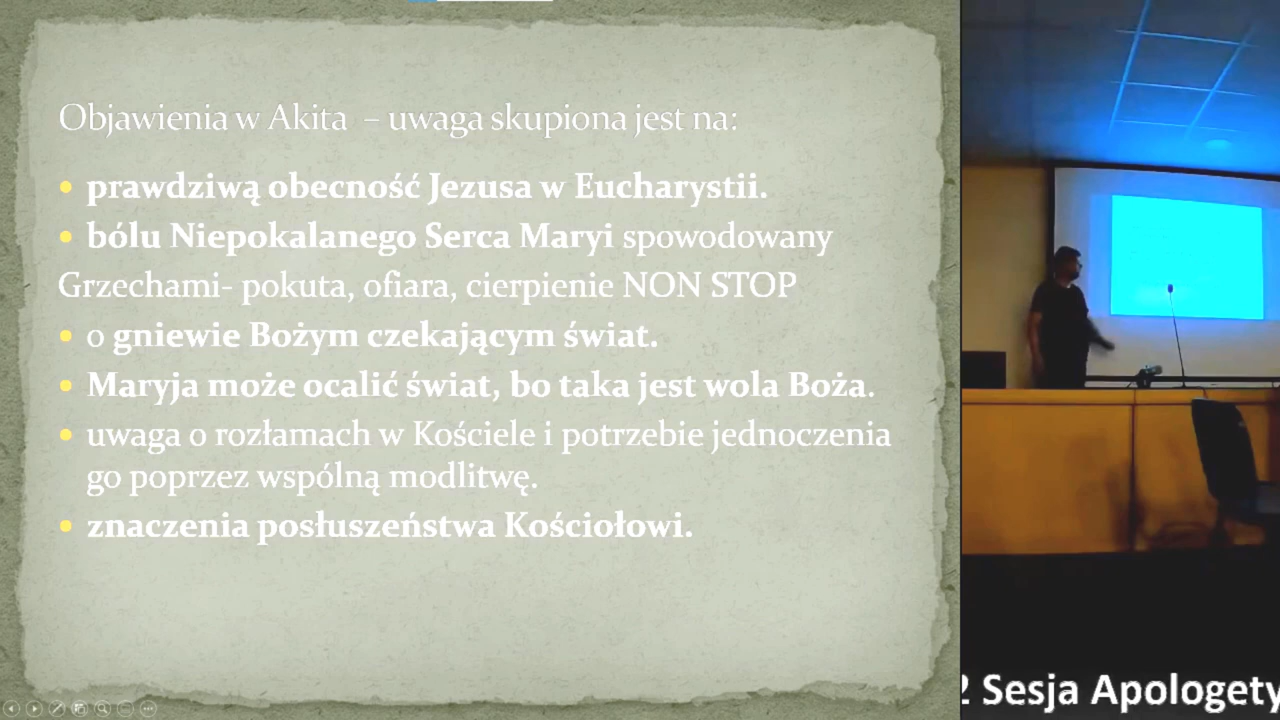 Objawienia w Akita – uwaga skupiona jest na:
• prawdziwą obecność Jezusa w Eucharystii.
• bólu Niepokalanego Serca Maryi spowodowany
Grzechami- pokuta, ofiara, cierpienie NON STOP
• o gniewie Bożym czekającym świat.
• Maryja może ocalić świat, bo taka jest wola Boża.
• uwaga o rozłamach w Kościele i potrzebie jednoczenia
go poprzez wspólną modlitwę.
• znaczenia posłuszeństwa Kościołowi.
2 Sesja Apologety